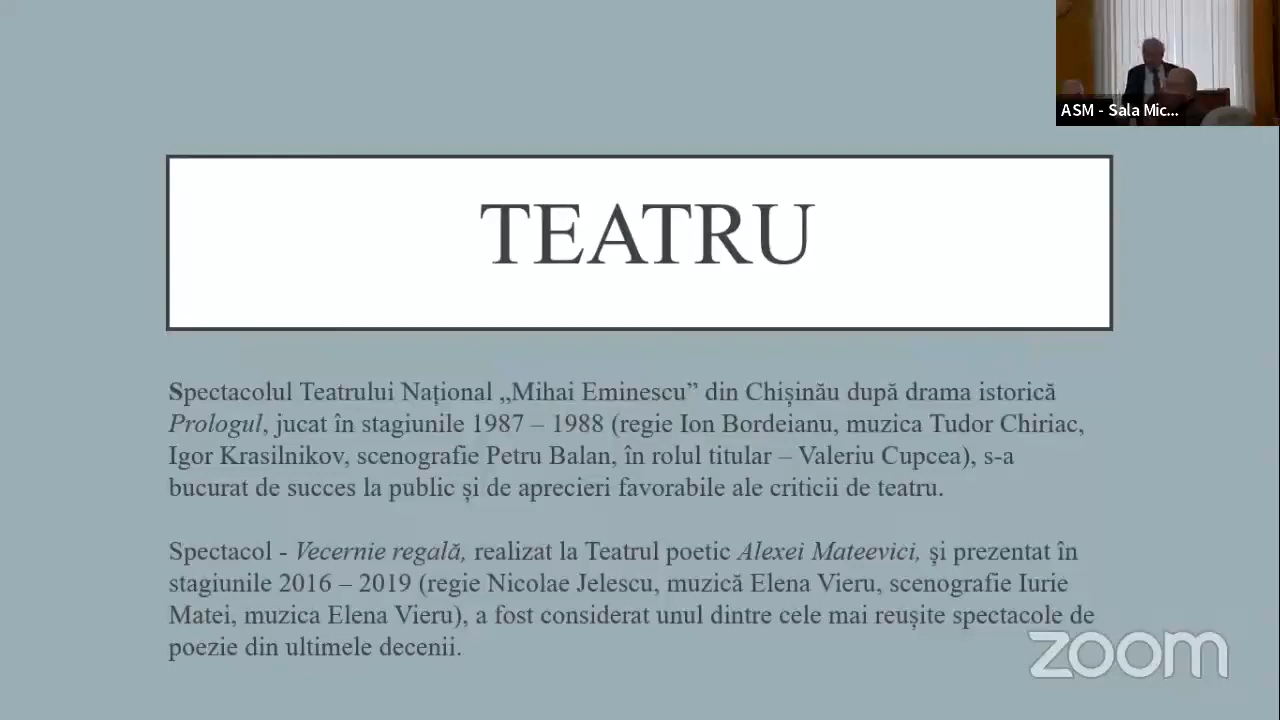 ASM - Sala Mic...
TEATRU
Spectacolul Teatrului Național „Mihai Eminescu” din Chișinău după drama istorică
Prologul, jucat în stagiunile 1987 – 1988 (regie Ion Bordeianu, muzica Tudor Chiriac,
Igor Krasilnikov, scenografie Petru Balan, în rolul titular – Valeriu Cupcea), s-a
bucurat de succes la public și de aprecieri favorabile ale criticii de teatru.
Spectacol - Vecernie regală, realizat la Teatrul poetic Alexei Mateevici, și prezentat în
stagiunile 2016 – 2019 (regie Nicolae Jelescu, muzică Elena Vieru, scenografie Iurie
Matei, muzica Elena Vieru), a fost considerat unul dintre cele mai reușite spectacole de
poezie din ultimele decenii.
zoom